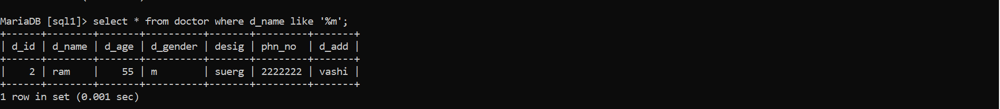 MariaDB [sql1]> select * from doctor where d_name like '%m';
+------+--------+-------+----------+-------+---------+-------+
| d_id | d_name | d_age | d_gender | desig | phn_no  | d_add |
+------+--------+-------+----------+-------+---------+-------+
|    2 | ram    |    55 | m        | suerg | 2222222 | vashi |
+------+--------+-------+----------+-------+---------+-------+
1 row in set (0.001 sec)